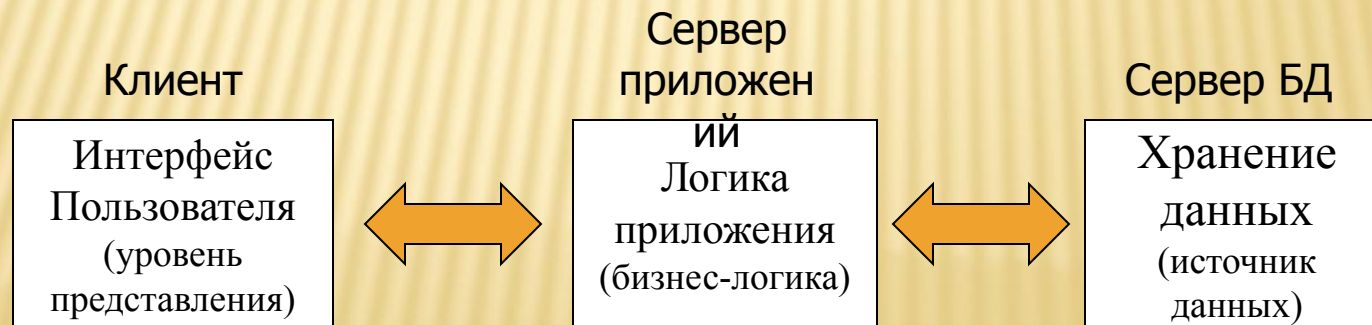 Клиент
Интерфейс
Пользователя
(уровень
представления)
Сервер
приложен
ий
Логика
приложения
(бизнес-логика)
Сервер БД
Хранение
данных
(источник
данных)